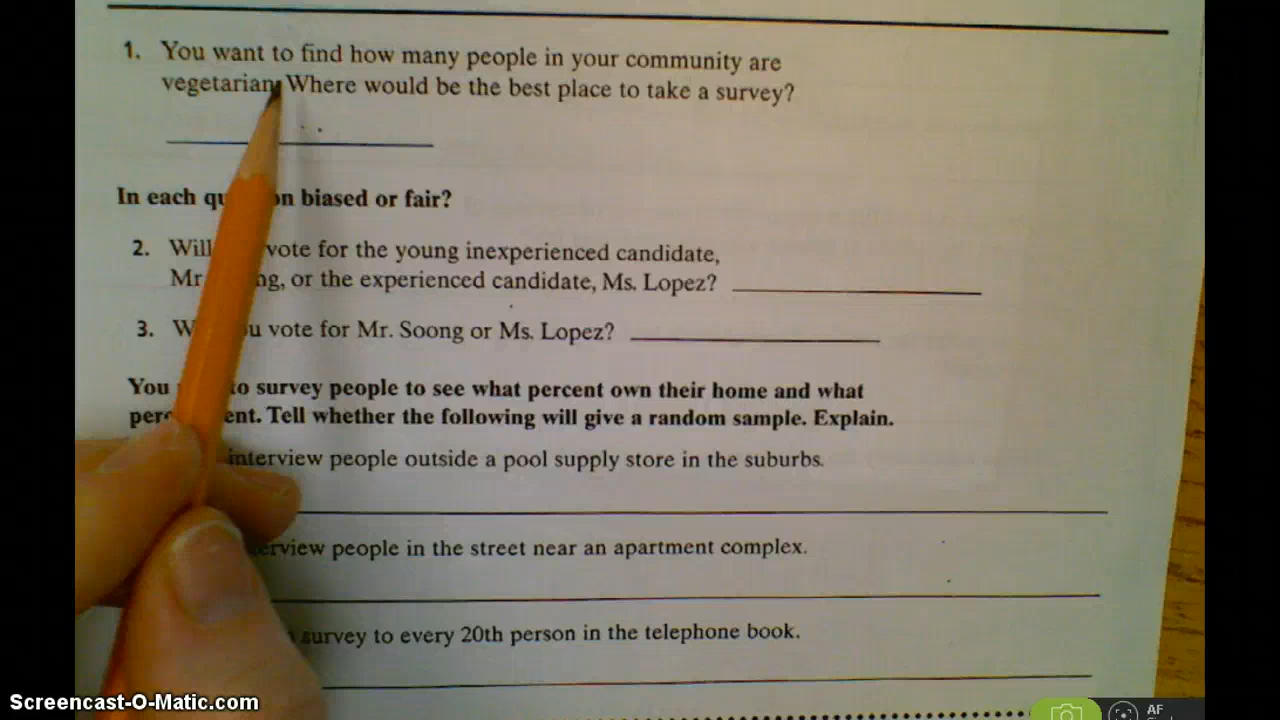 1. You want to find how many people in your community are
vegetarian Where would be the best place to take a survey?
In each on biased or fair?
2. Will vote for the young inexperienced candidate,
Mr. or the experienced candidate, Ms. Lopez?
3. vote for Mr. Soong or Ms. Lopez?
You to survey people to see what percent own their home and what
Tell whether the following will give a random sample. Explain.
interview people outside a pool supply store in the suburbs.
people in the street near an apartment complex.
survey to every 20th person in the telephone book.
Screencast-O-Matic.com
AF